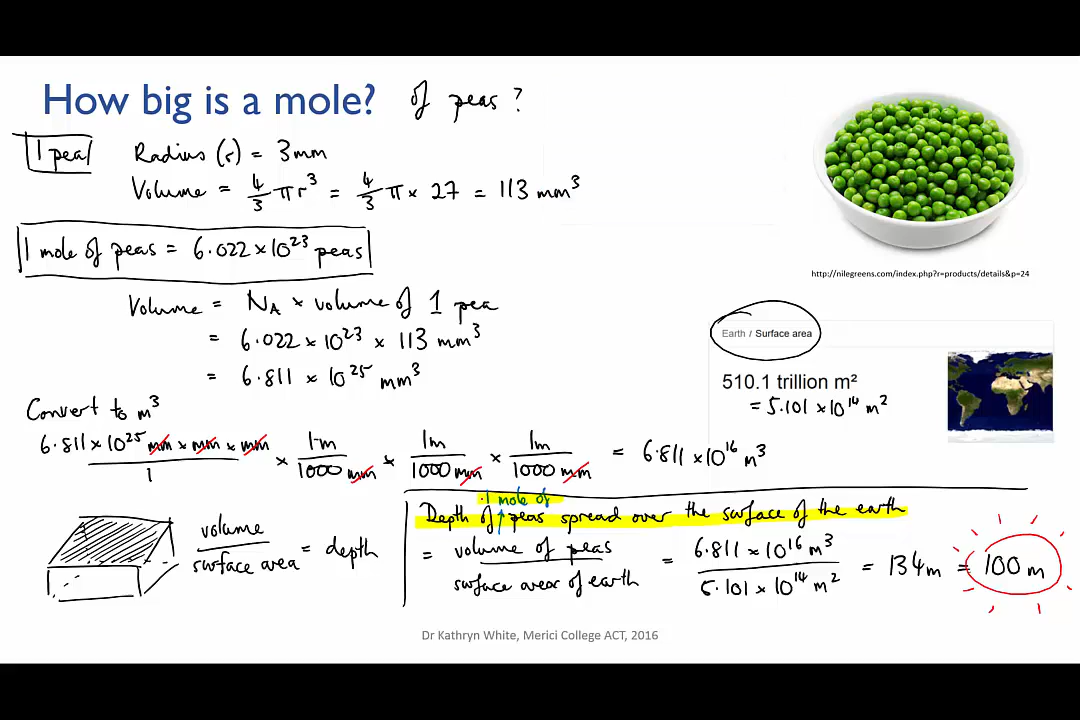 How big is a mole? of peas?
1 pea
Radius (r) = 3mm
Volume = 4/3 πr³ = 4/3 π × 27 = 113 mm³
1 mole of peas = 6.022 × 10²³ peas
http://nilegreens.com/index.php?r=products/details&p=24
Volume = NA × volume of 1 pea
= 6.022 × 10²³ × 113 mm³
= 6.811 × 10²⁵ mm³
Earth / Surface area
510.1 trillion m²
= 5.101 × 10¹⁴ m²
Convert to m³
6.811 × 10²⁵ mm × mm × mm / 1 × 1m / 1000 mm × 1m / 1000 mm × 1m / 1000 mm = 6.811 × 10¹⁶ m³
volume / surface area = depth
1 mole of
Depth of ↑ peas spread over the surface of the earth
= volume of peas / surface area of earth = 6.811 × 10¹⁶ m³ / 5.101 × 10¹⁴ m² = 134m = 100 m
Dr Kathryn White, Merici College ACT, 2016